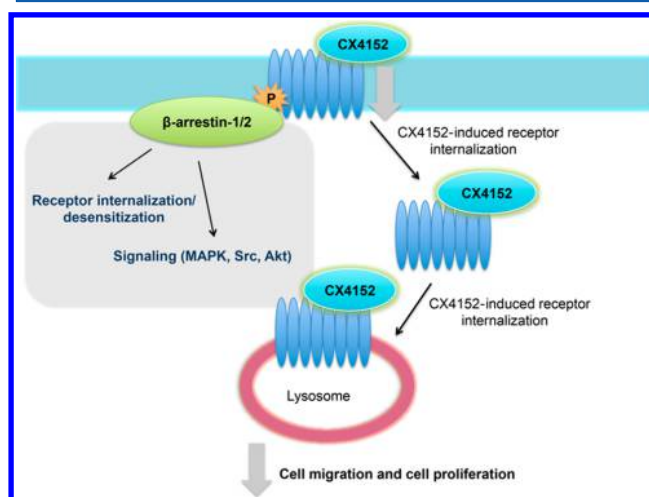 CX4152
P
β-arrestin-1/2
CX4152-induced receptor
internalization
CX4152
Receptor internalization/
desensitization
Signaling (MAPK, Src, Akt)
CX4152
CX4152-induced receptor
internalization
Lysosome
Cell migration and cell proliferation